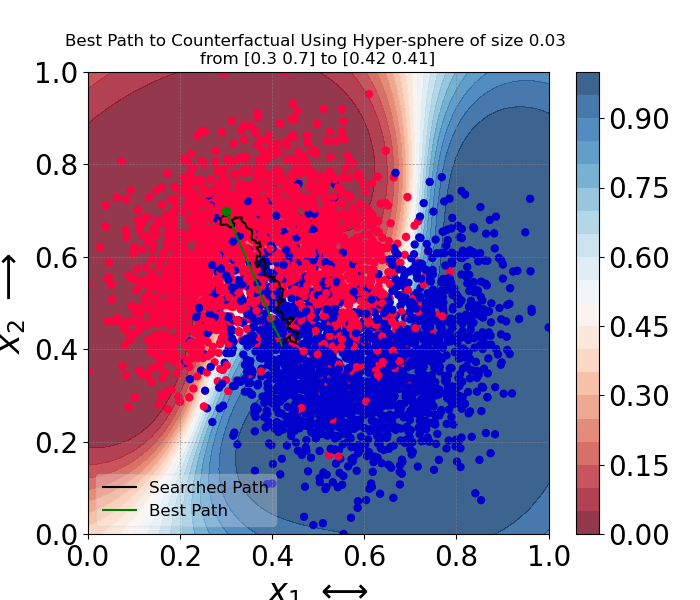 Best Path to Counterfactual Using Hyper-sphere of size 0.03
from [0.3 0.7] to [0.42 0.41]
1.0
0.8
0.6
0.4
0.2
0.0
x₂ ⟷
Searched Path
Best Path
0.0 0.2 0.4 0.6 0.8 1.0
x₁ ⟷
0.90
0.75
0.60
0.45
0.30
0.15
0.00